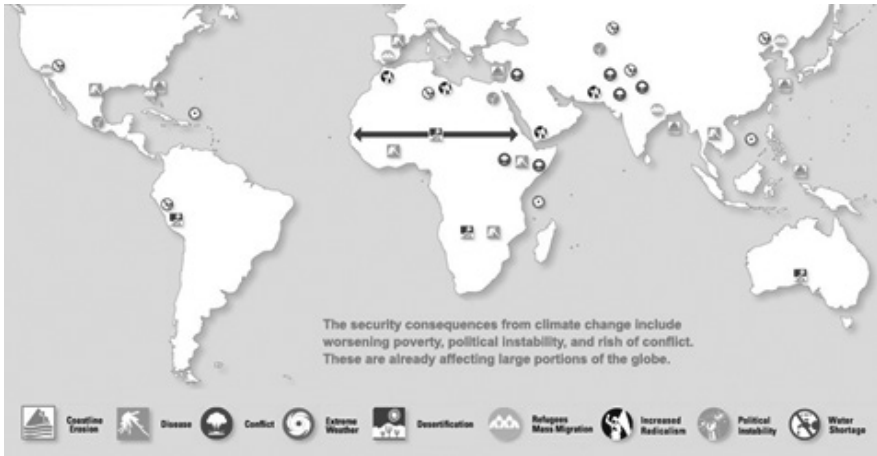 The security consequences from climate change include
worsening poverty, political instability, and rish of conflict.
These are already affecting large portions of the globe.
Coastline
Erosion
Disease
Conflict
Extreme
Weather
Desertification
Refugees
Mass Migration
Increased
Radicalism
Political
Instability
Water
Shortage